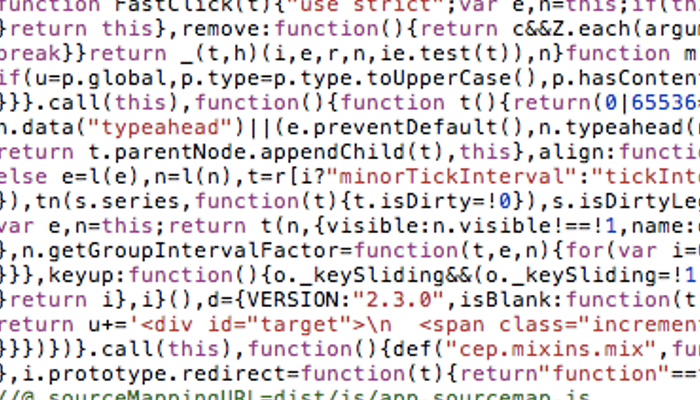 function FastClick(t){"use strict";var e,n=this;if(th
}return this},remove:function(){return c&&Z.each(argu
break}}return _(t,h)(i,e,r,n,ie.test(t)),n}function m
if(u=p.global,p.type=p.type.toUpperCase(),p.hasConten
}}}.call(this),function(){function t(){return(0|65536
n.data("typeahead")||(e.preventDefault(),n.typeahead(
return t.parentNode.appendChild(t),this},align:functi
else e=l(e),n=l(n),t=r[i?"minorTickInterval":"tickInt
}),tn(s.series,function(t){t.isDirty=!0}),s.isDirtyLe
var e,n=this;return t(n,{visible:n.visible!==!1,name:
},n.getGroupIntervalFactor=function(t,e,n){for(var i=
}}},keyup:function(){o._keySliding&&(o._keySliding=!1
}return i},i}(),d={VERSION:"2.3.0",isBlank:function(t
return u+='<div id="target">\n  <span class="incremen
}}})})}.call(this),function(){def("cep.mixins.mix",fu
},i.prototype.redirect=function(t){return"function"==
//@ sourceMappingURL=dist/js/app.sourcemap.js